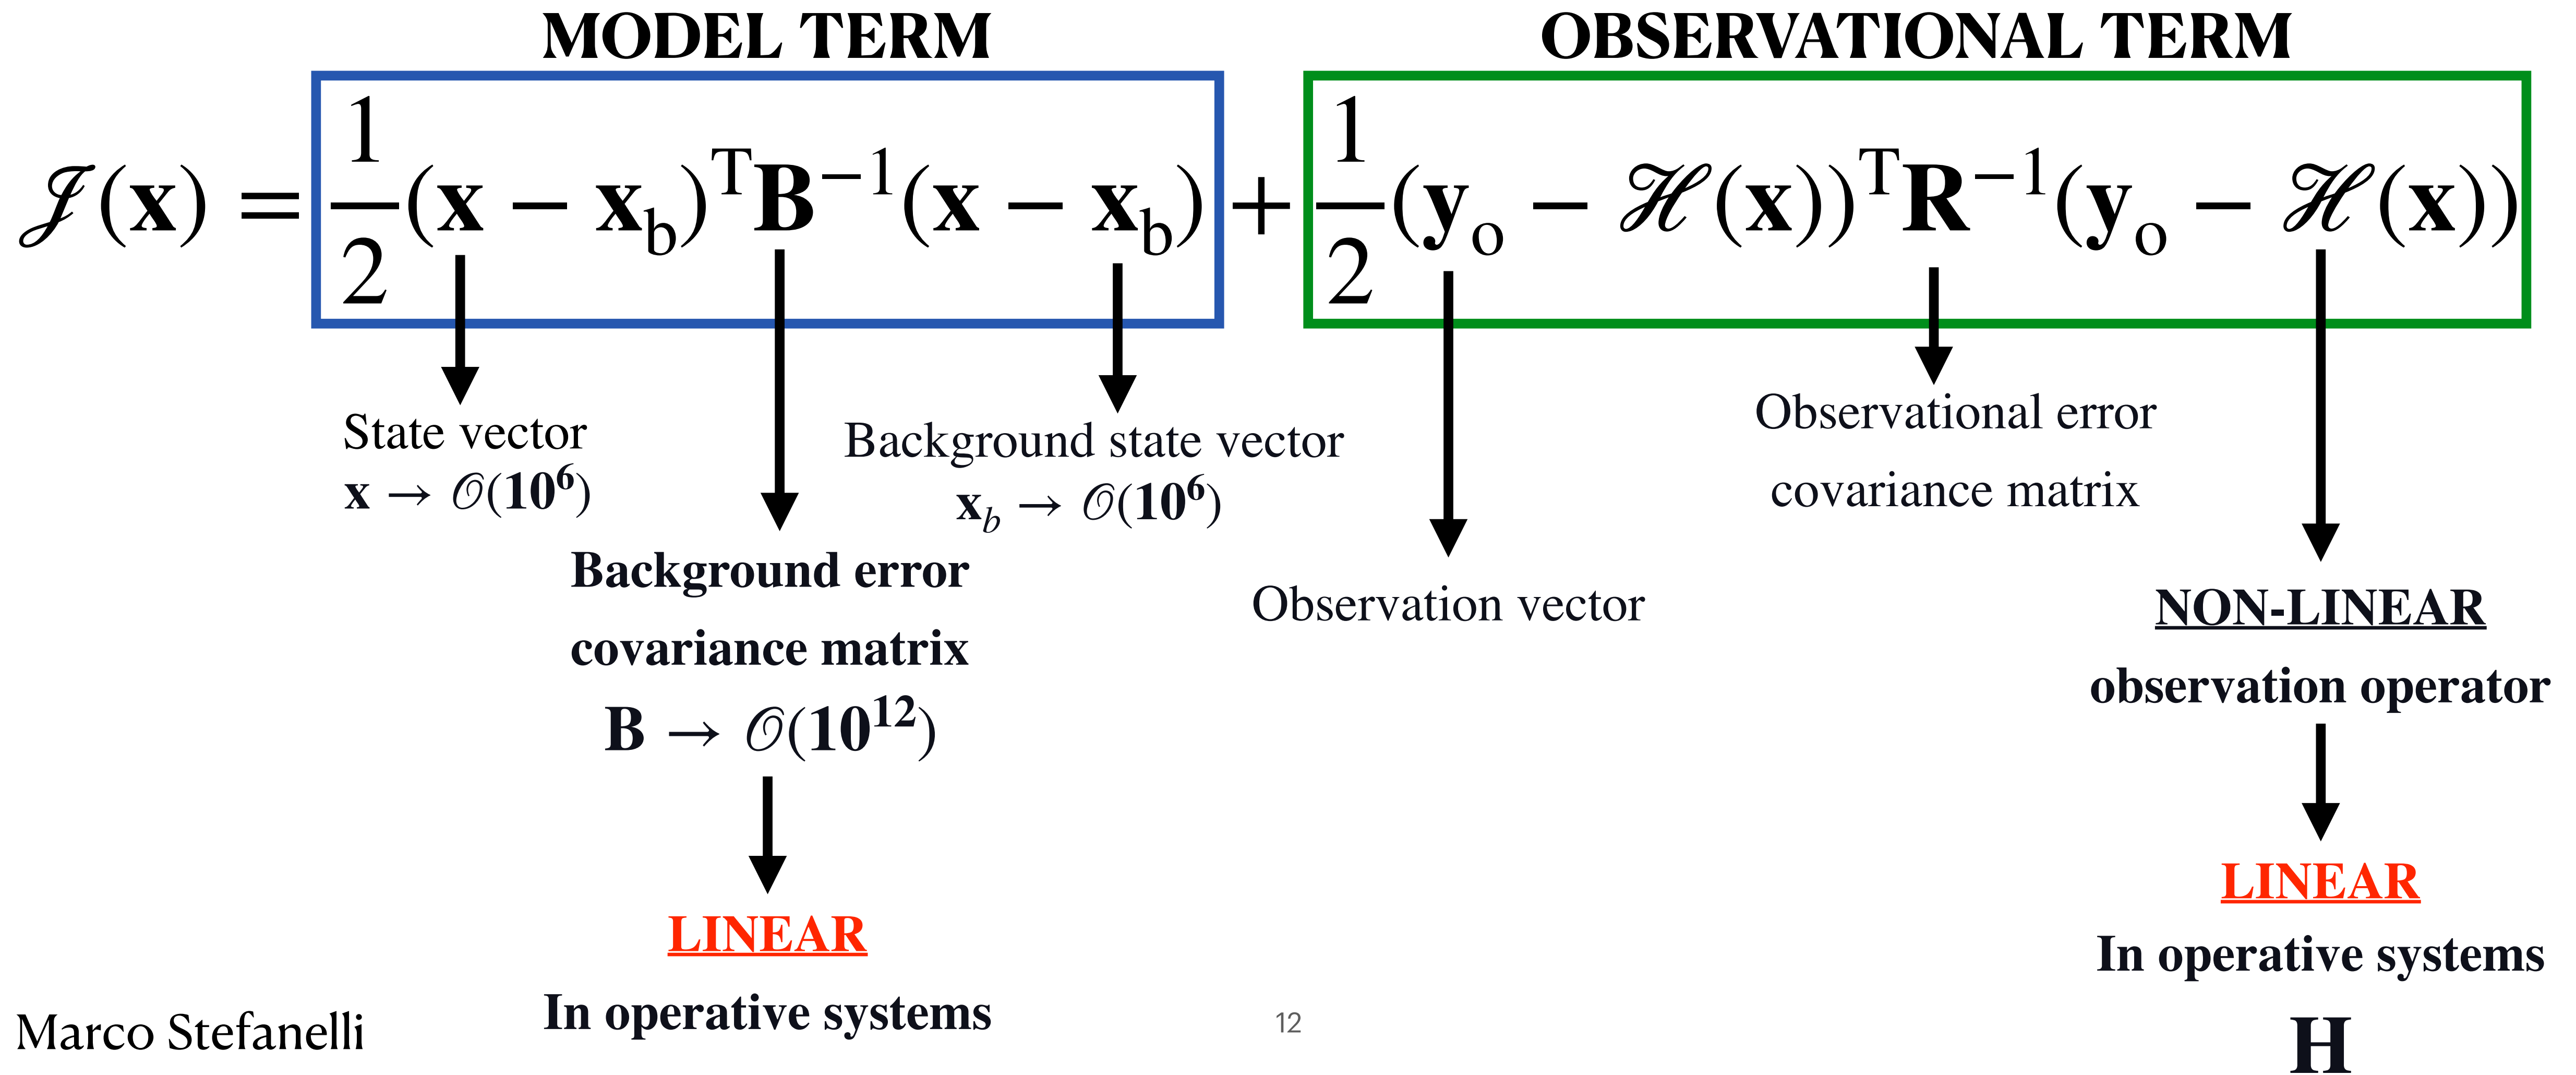 MODEL TERM
OBSERVATIONAL TERM
𝒥(𝐱) = 1/2(𝐱 − 𝐱_b)^T 𝐁^−1(𝐱 − 𝐱_b) + 1/2(𝐲_o − ℋ(𝐱))^T 𝐑^−1(𝐲_o − ℋ(𝐱))
State vector
𝐱 → 𝒪(𝟏𝟎^𝟔)
Background error
covariance matrix
𝐁 → 𝒪(𝟏𝟎^𝟏𝟐)
LINEAR
In operative systems
Background state vector
𝐱_b → 𝒪(𝟏𝟎^𝟔)
Observation vector
Observational error
covariance matrix
NON-LINEAR
observation operator
LINEAR
In operative systems
𝐇
Marco Stefanelli
12